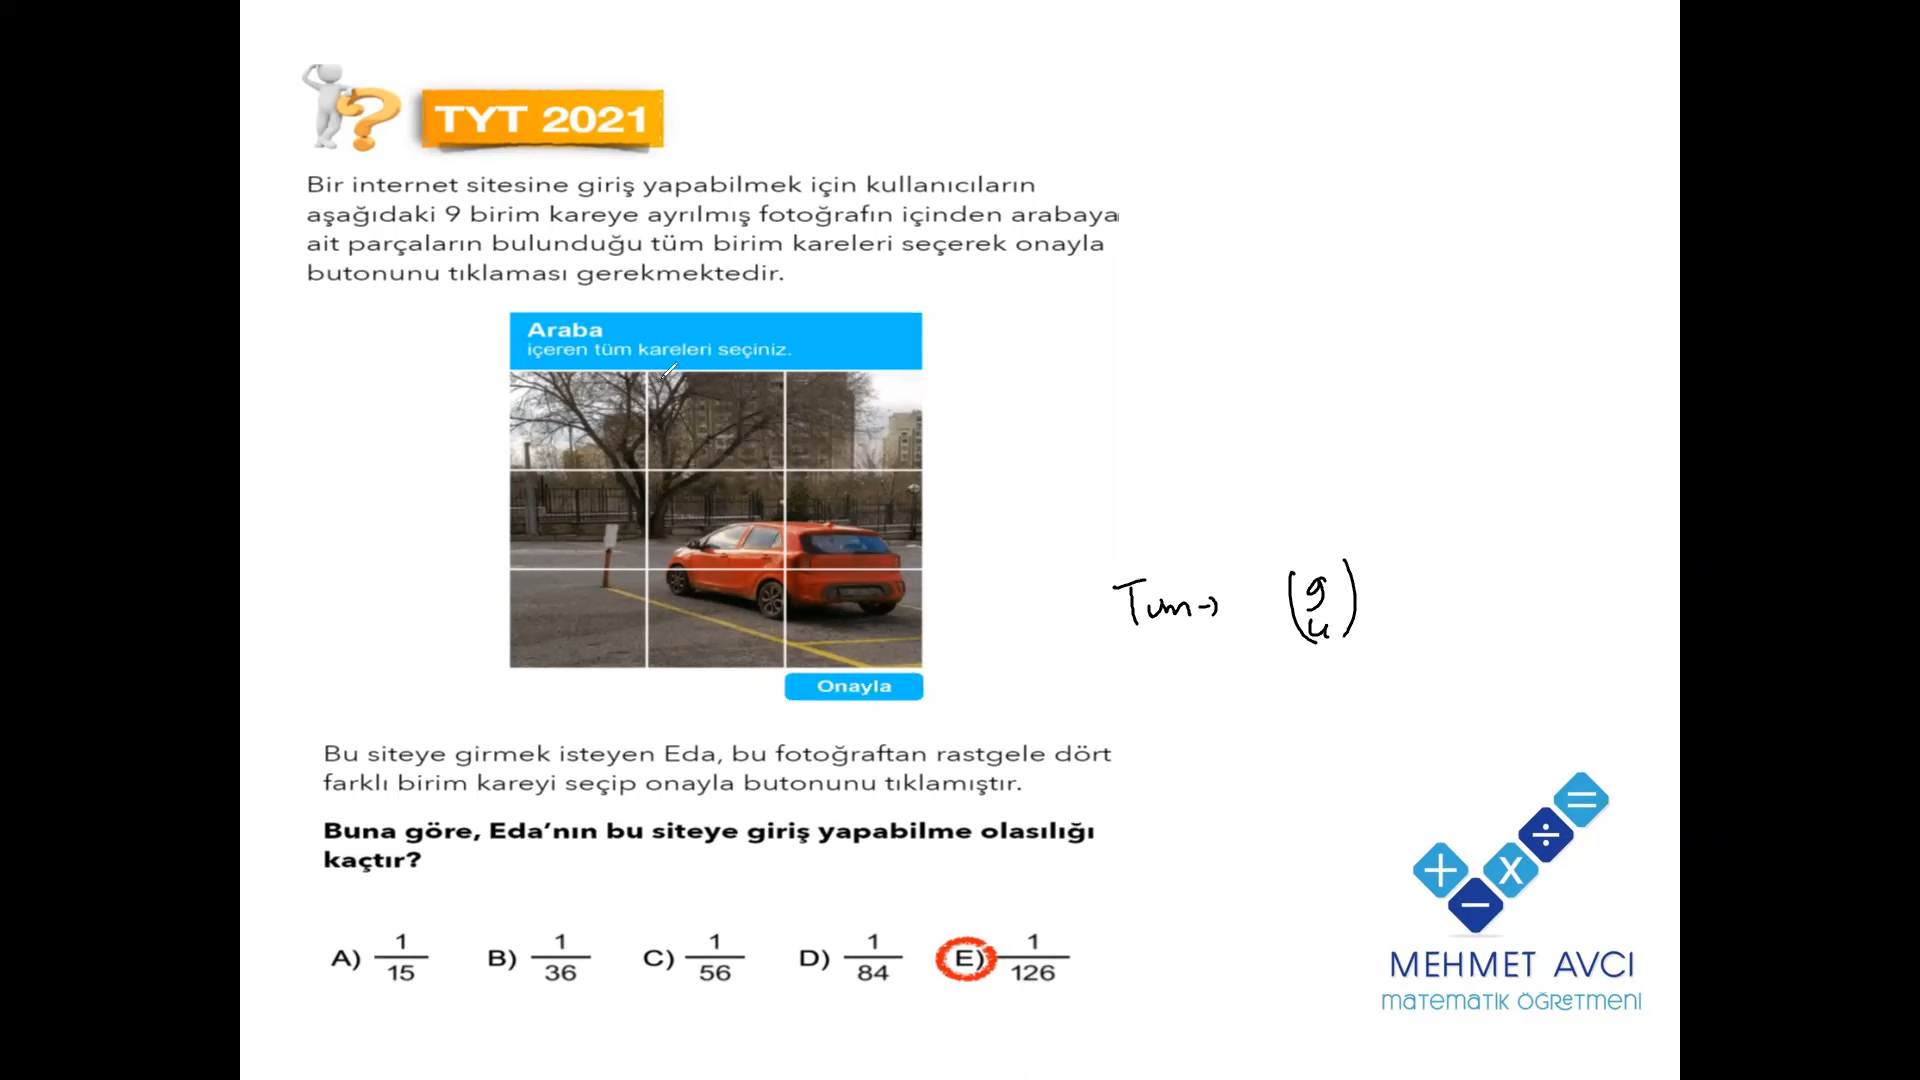 TYT 2021
Bir internet sitesine giriş yapabilmek için kullanıcıların
aşağıdaki 9 birim kareye ayrılmış fotoğrafın içinden arabaya
ait parçaların bulunduğu tüm birim kareleri seçerek onayla
butonunu tıklaması gerekmektedir.
Araba
içeren tüm kareleri seçiniz.
Tüm → (9
4)
Onayla
Bu siteye girmek isteyen Eda, bu fotoğraftan rastgele dört
farklı birim kareyi seçip onayla butonunu tıklamıştır.
Buna göre, Eda’nın bu siteye giriş yapabilme olasılığı
kaçtır?
A) 1/15 B) 1/36 C) 1/56 D) 1/84 E) 1/126
MEHMET AVCI
matematik öğretmeni